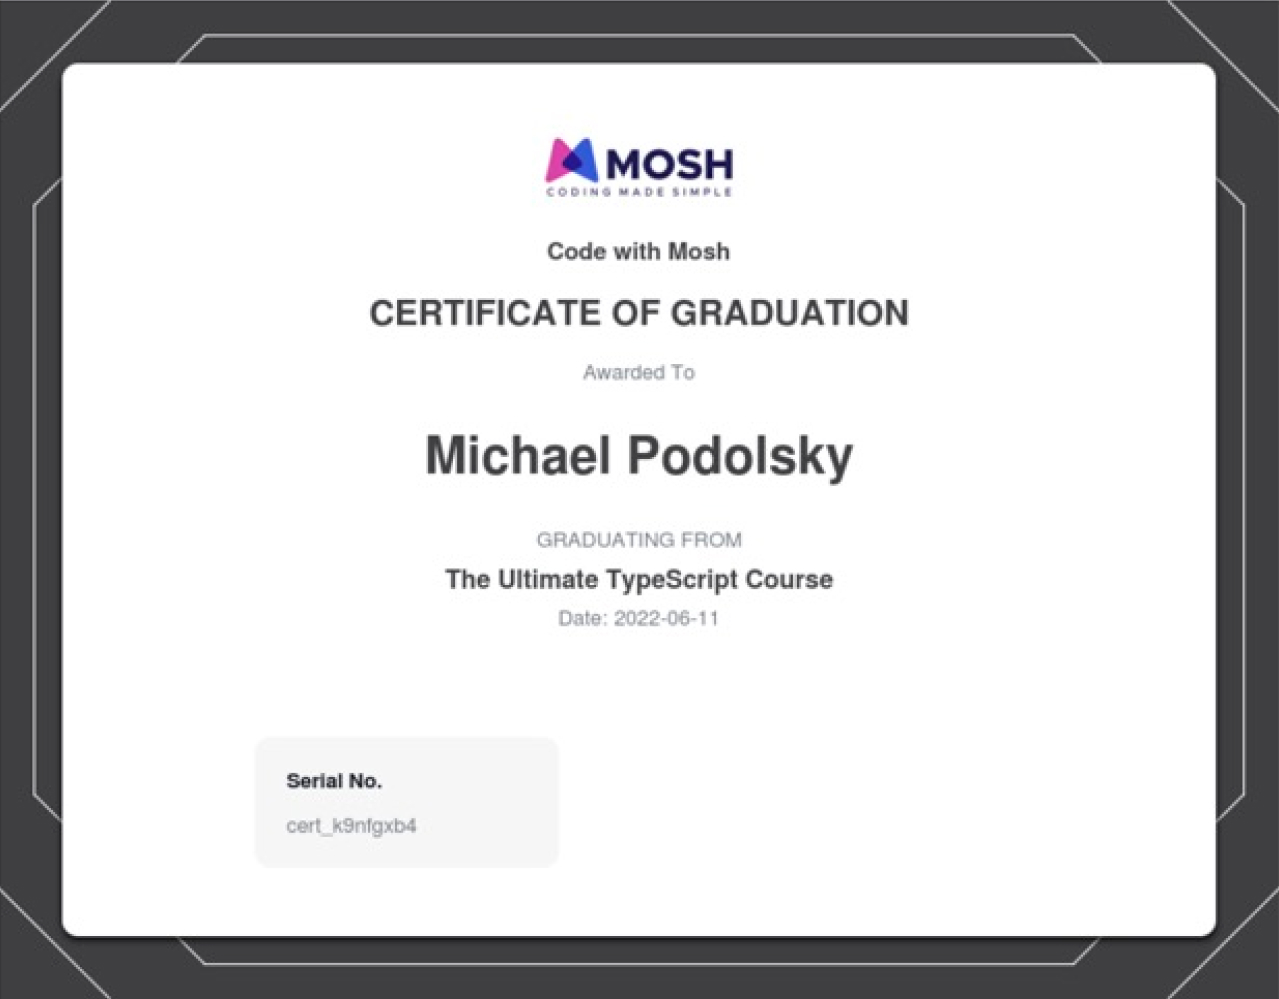 MOSH
CODING MADE SIMPLE
Code with Mosh
CERTIFICATE OF GRADUATION
Awarded To
Michael Podolsky
GRADUATING FROM
The Ultimate TypeScript Course
Date: 2022-06-11
Serial No.
cert_k9nfgxb4